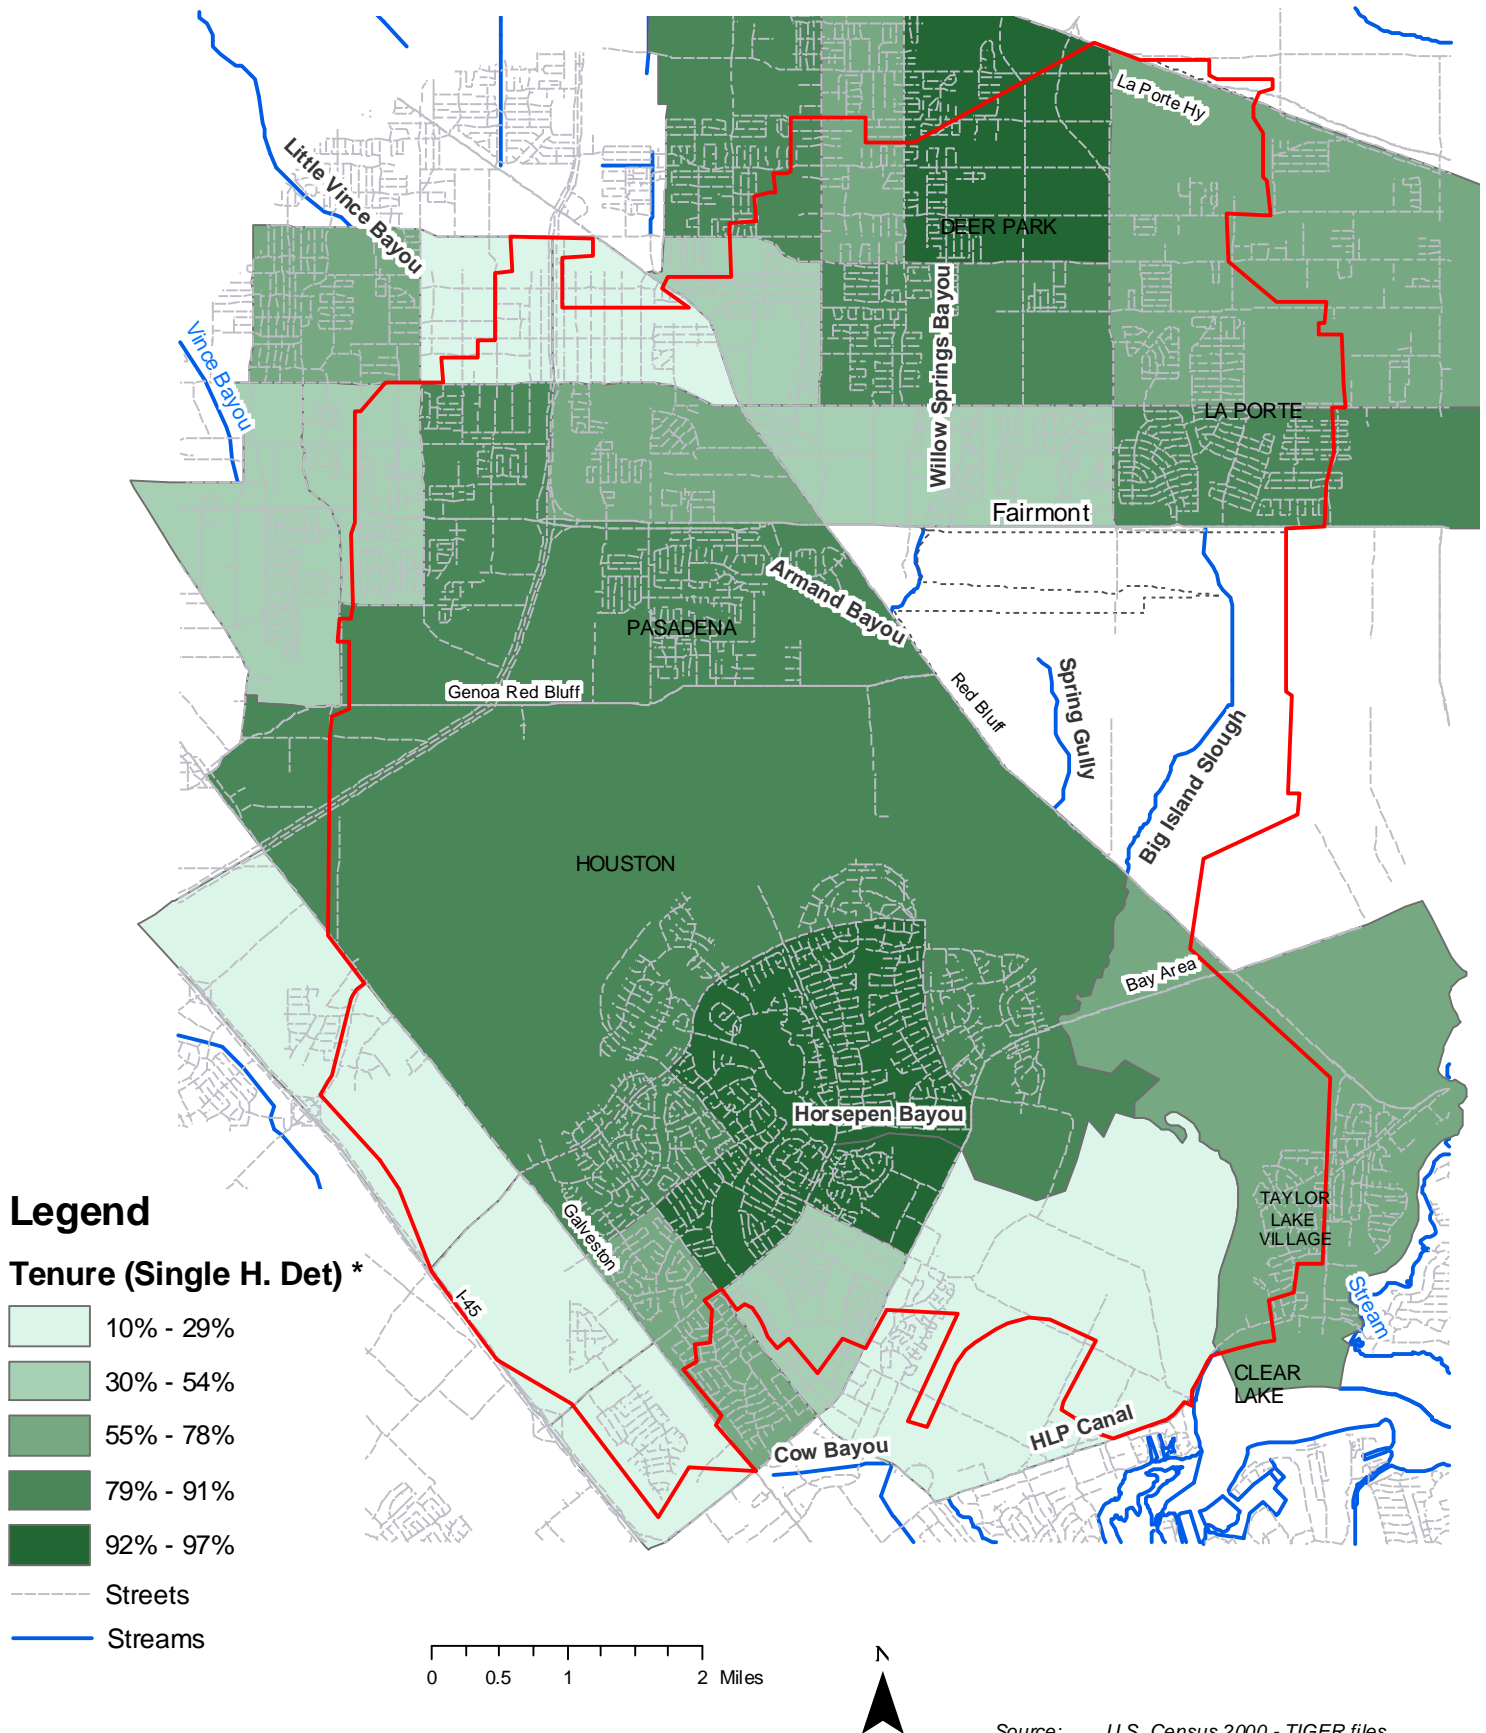 La Porte Hy
Little Vince Bayou
DEER PARK
Vince Bayou
Willow Springs Bayou
LA PORTE
Fairmont
Armand Bayou
PASADENA
Genoa Red Bluff
Red Bluff
Spring Gully
Big Island Slough
HOUSTON
Bay Area
Horsepen Bayou
Galveston
TAYLOR
LAKE
VILLAGE
I-45
Stream
CLEAR
LAKE
HLP Canal
Cow Bayou
Legend
Tenure (Single H. Det) *
10% - 29%
30% - 54%
55% - 78%
79% - 91%
92% - 97%
Streets
Streams
0 0.5 1 2 Miles
N
Source: U.S. Census 2000 - TIGER files